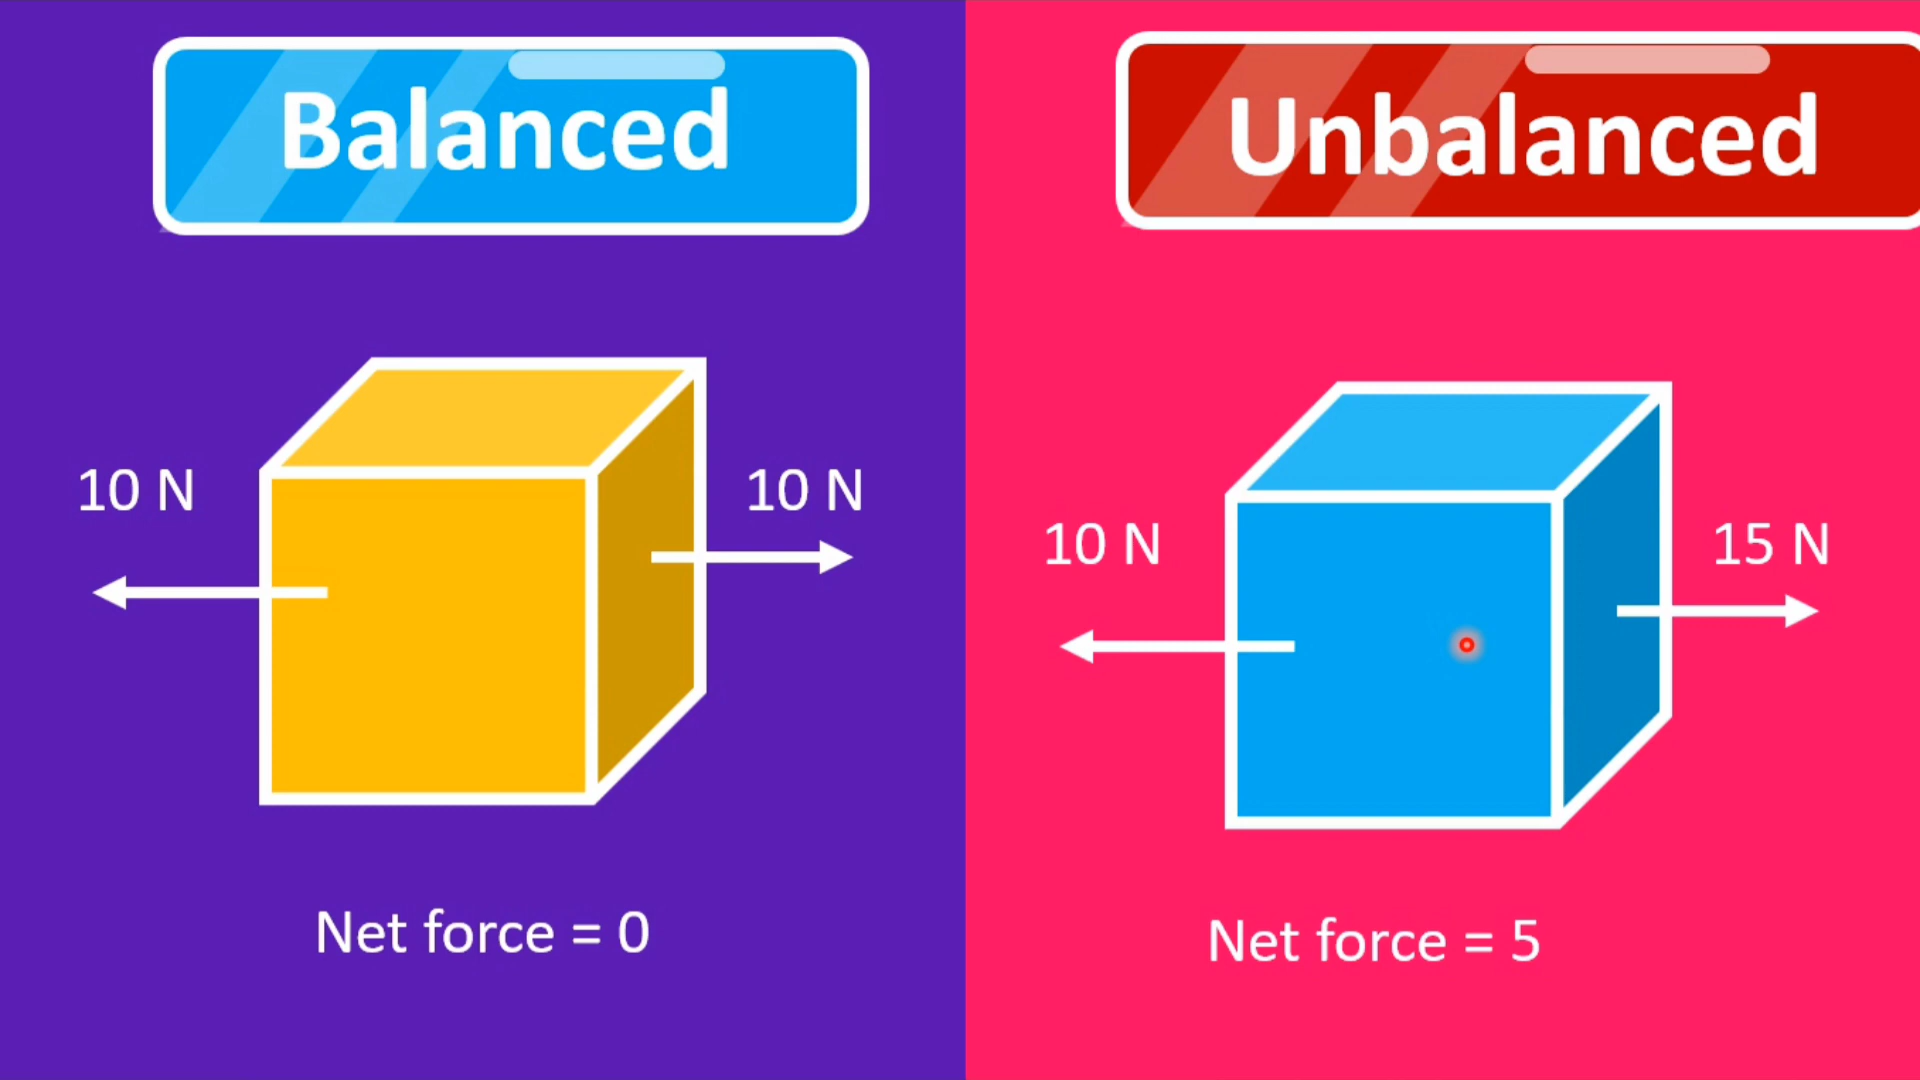 Balanced
10 N
10 N
Net force = 0
Unbalanced
10 N
15 N
Net force = 5